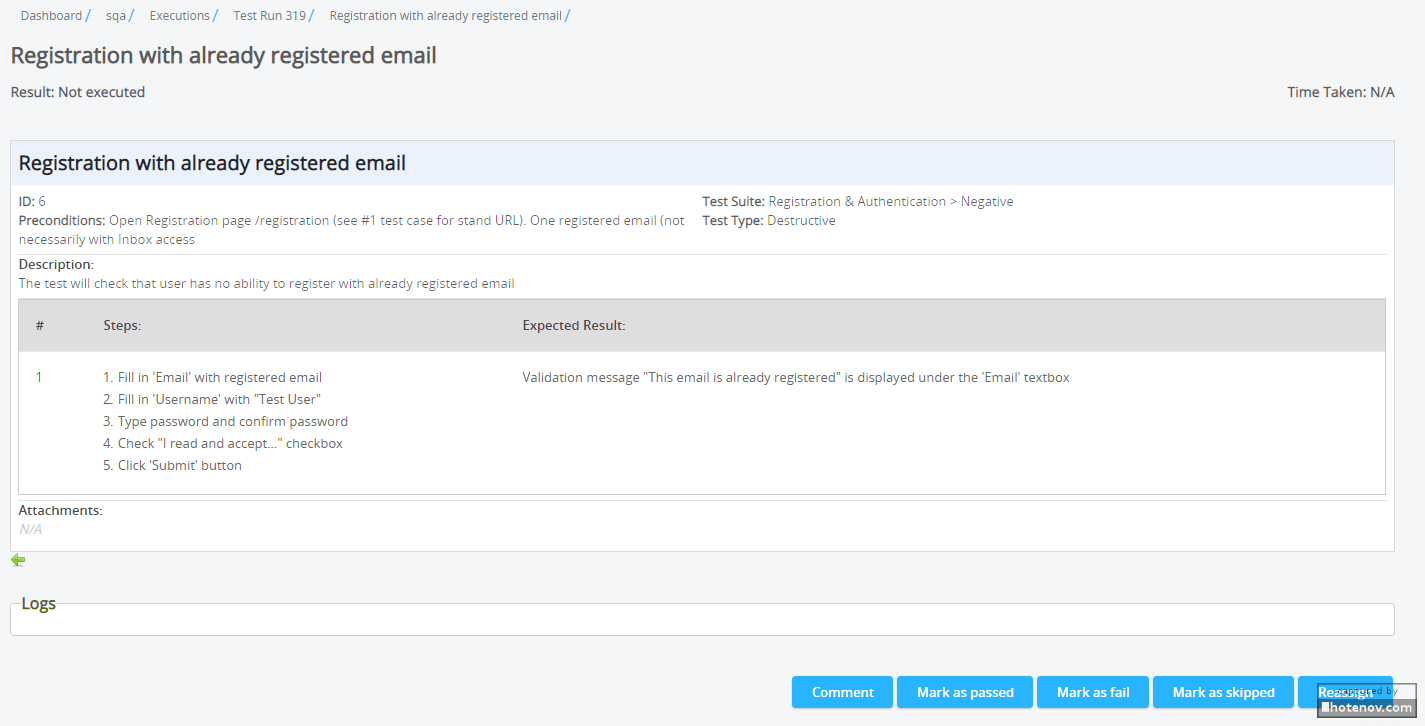 Dashboard / sqa / Executions / Test Run 319 / Registration with already registered email /
Registration with already registered email
Result: Not executed Time Taken: N/A
Registration with already registered email
ID: 6
Preconditions: Open Registration page /registration (see #1 test case for stand URL). One registered email (not
necessarily with Inbox access
Test Suite: Registration & Authentication > Negative
Test Type: Destructive
Description:
The test will check that user has no ability to register with already registered email
# Steps: Expected Result:
1 1. Fill in 'Email' with registered email Validation message "This email is already registered" is displayed under the 'Email' textbox
2. Fill in 'Username' with "Test User"
3. Type password and confirm password
4. Check "I read and accept..." checkbox
5. Click 'Submit' button
Attachments:
N/A
Logs
Comment Mark as passed Mark as fail Mark as skipped Reassign
captured by
hotenov.com